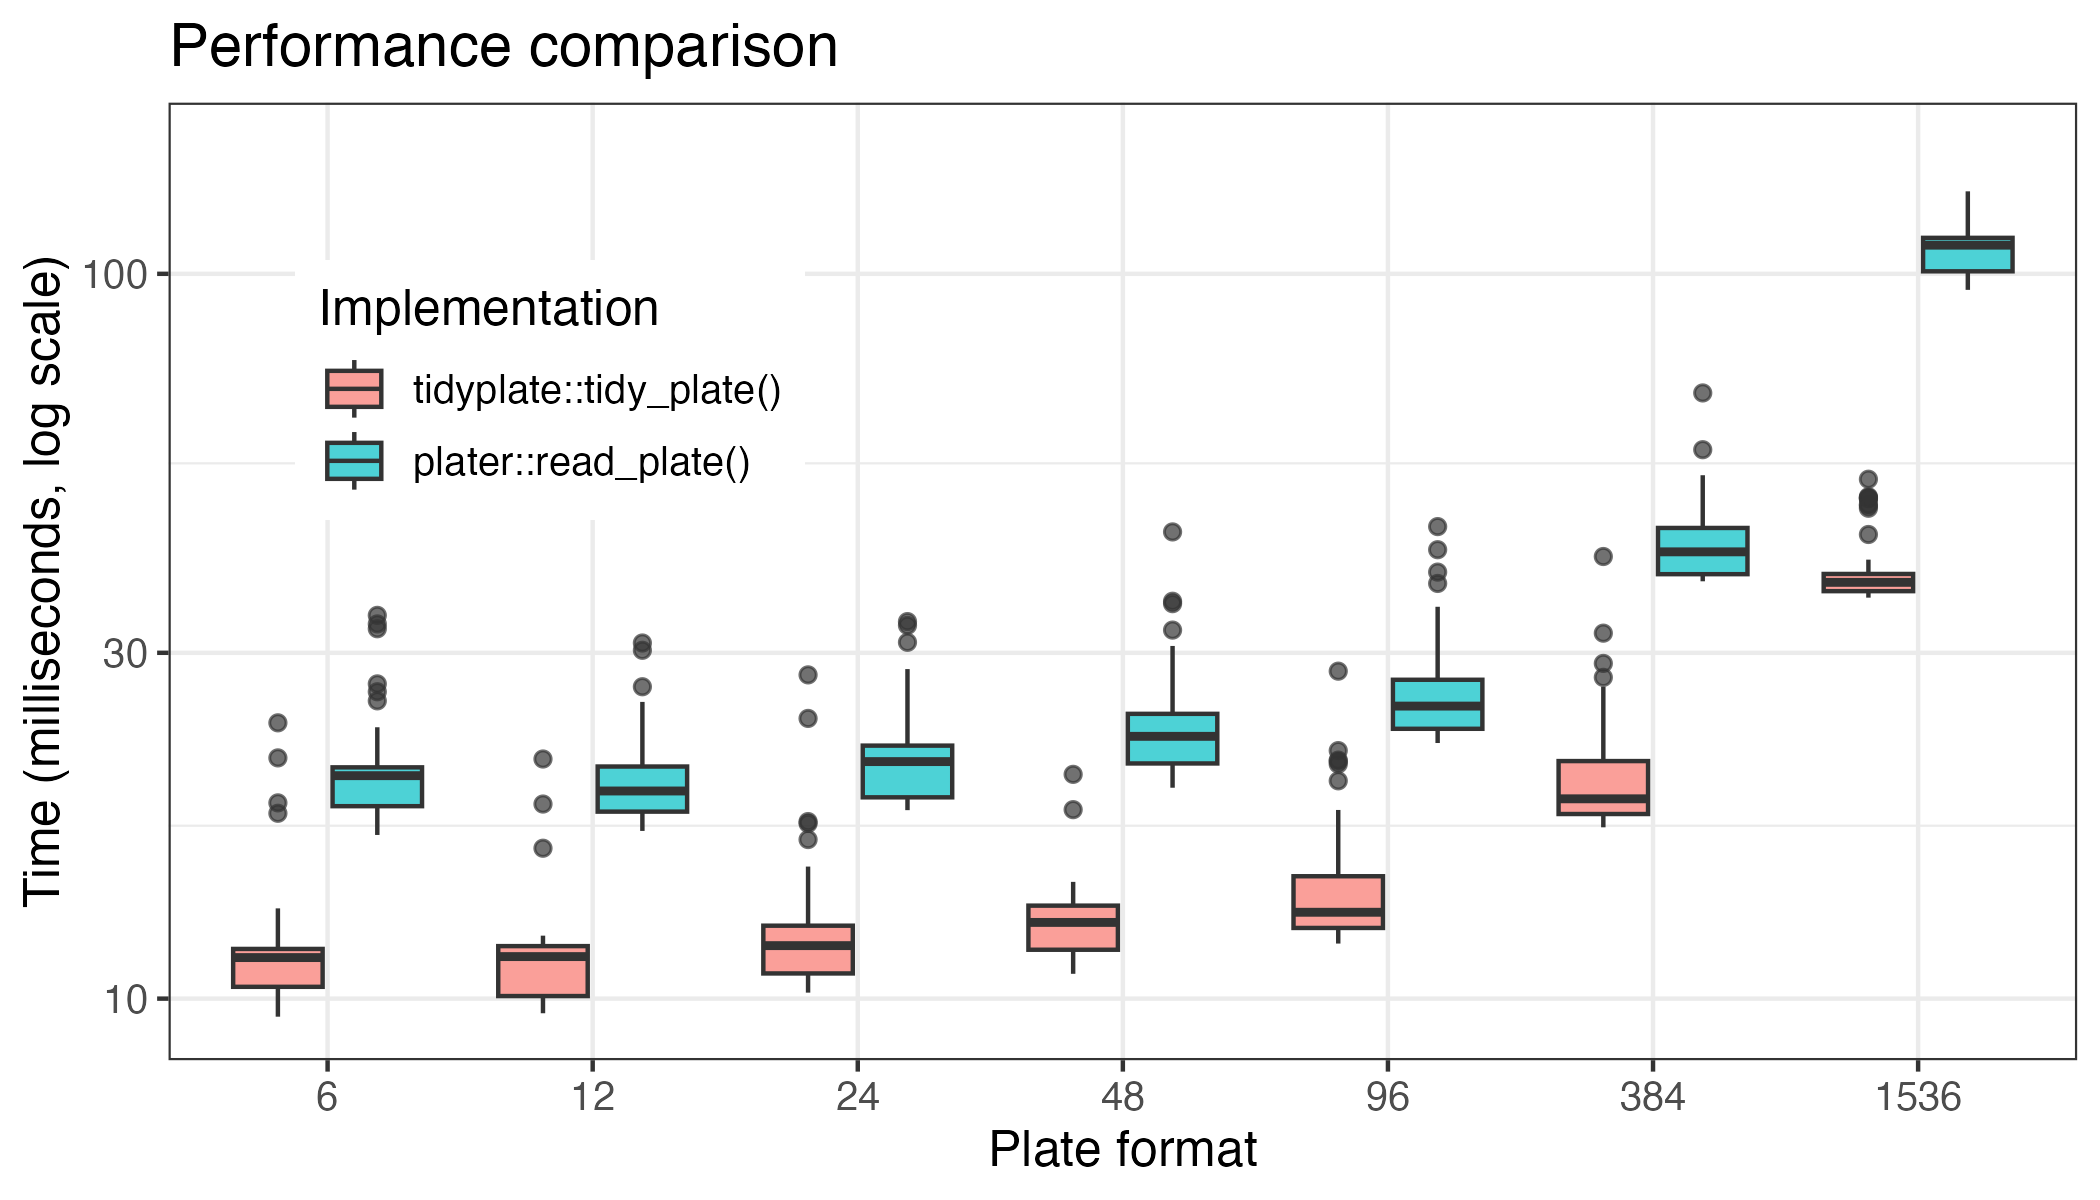 Performance comparison
Time (milliseconds, log scale)
100
30
10
Implementation
tidyplate::tidy_plate()
plater::read_plate()
6 12 24 48 96 384 1536
Plate format